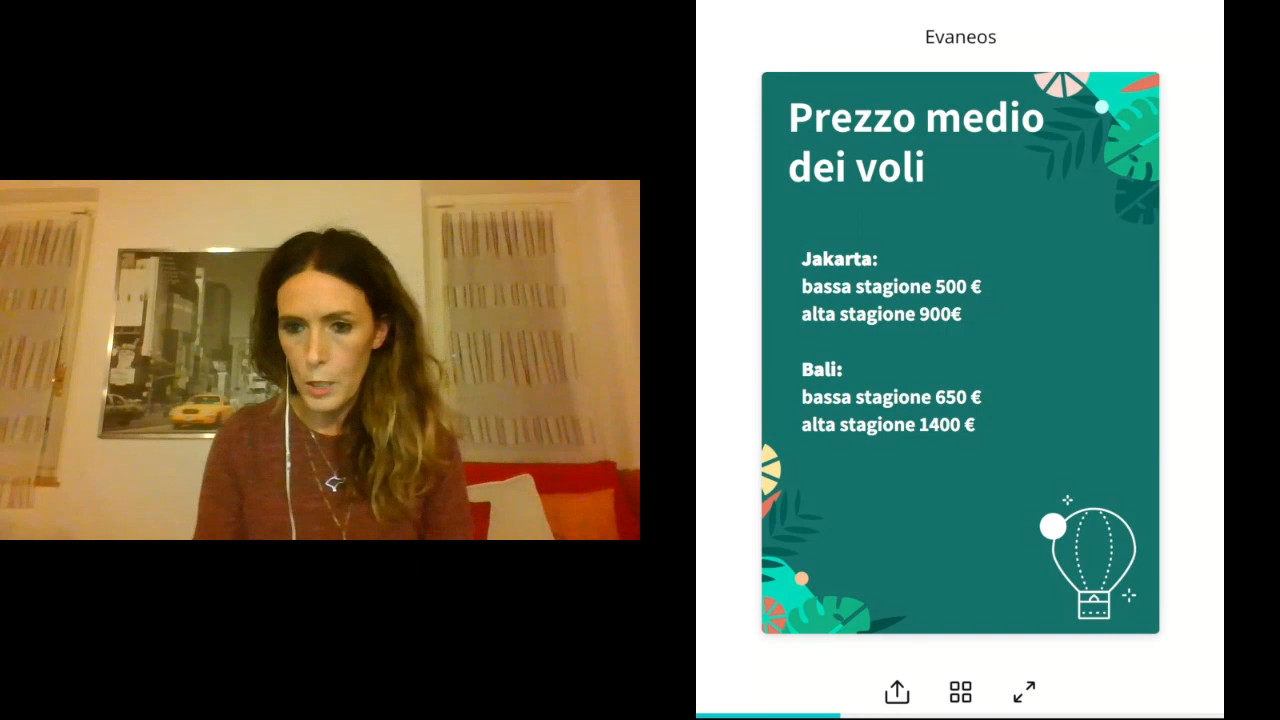 Evaneos
Prezzo medio
dei voli
Jakarta:
bassa stagione 500 €
alta stagione 900€
Bali:
bassa stagione 650 €
alta stagione 1400 €